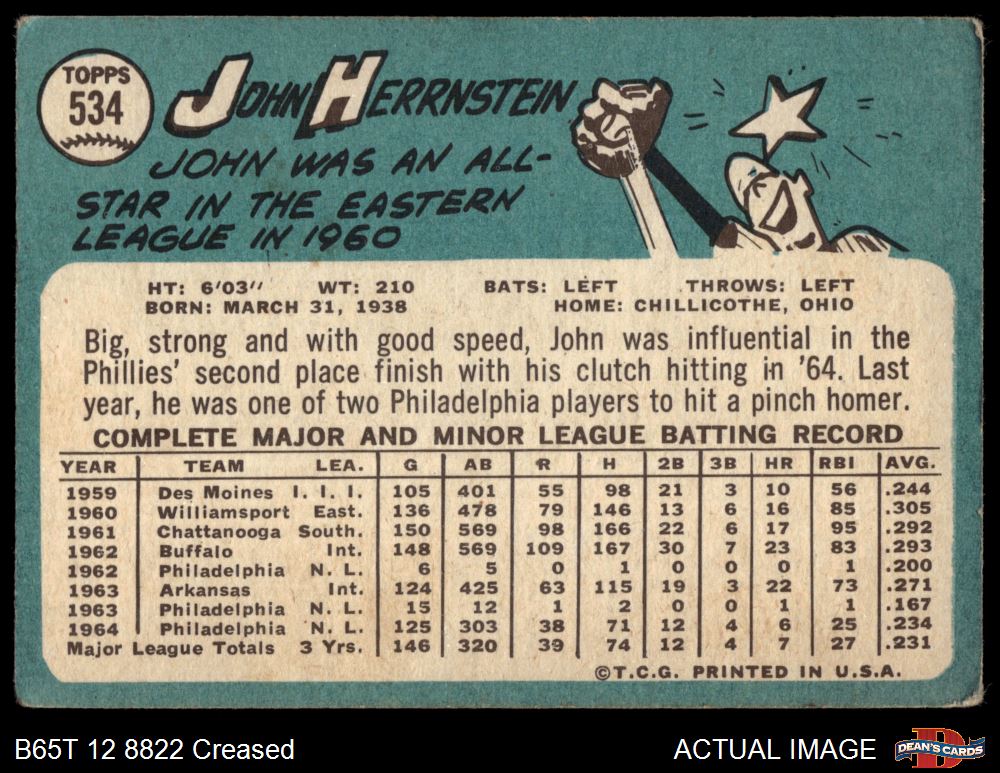 TOPPS
534
JOHN HERRNSTEIN
JOHN WAS AN ALL-
STAR IN THE EASTERN
LEAGUE IN 1960
HT: 6'03" WT: 210 BATS: LEFT THROWS: LEFT
BORN: MARCH 31, 1938 HOME: CHILLICOTHE, OHIO
Big, strong and with good speed, John was influential in the
Phillies' second place finish with his clutch hitting in '64. Last
year, he was one of two Philadelphia players to hit a pinch homer.
COMPLETE MAJOR AND MINOR LEAGUE BATTING RECORD
YEAR TEAM LEA. G AB R H 2B 3B HR RBI AVG.
1959 Des Moines I. I. I. 105 401 55 98 21 3 10 56 .244
1960 Williamsport East. 136 478 79 146 13 6 16 85 .305
1961 Chattanooga South. 150 569 98 166 22 6 17 95 .292
1962 Buffalo Int. 148 569 109 167 30 7 23 83 .293
1962 Philadelphia N. L. 6 5 0 1 0 0 0 1 .200
1963 Arkansas Int. 124 425 63 115 19 3 22 73 .271
1963 Philadelphia N. L. 15 12 1 2 0 0 1 1 .167
1964 Philadelphia N. L. 125 303 38 71 12 4 6 25 .234
Major League Totals 3 Yrs. 146 320 39 74 12 4 7 27 .231
©T.C.G. PRINTED IN U.S.A.
B65T 12 8822 Creased
ACTUAL IMAGE
D
DEAN'S CARDS